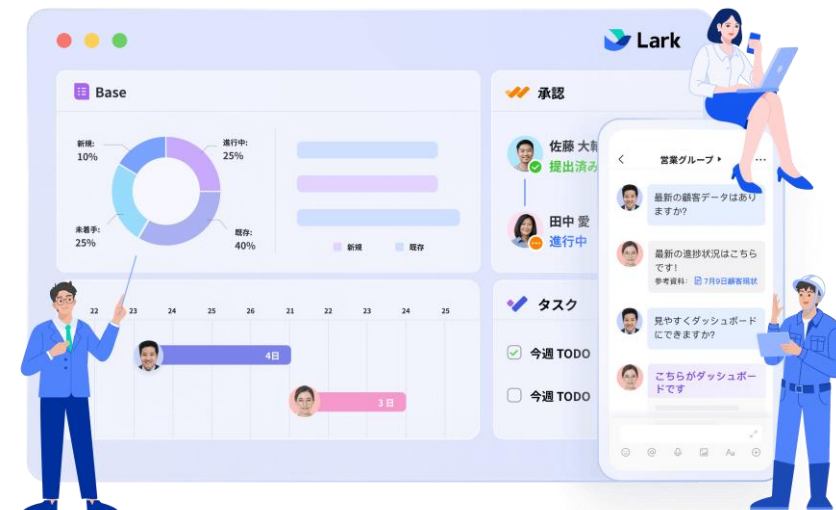 Lark
Base
新規:
10%
進行中:
25%
未着手:
25%
既存:
40%
新規
既存
承認
佐藤 大輔
提出済み
田中 愛
進行中
22 23 24 25 26 21 22 23 24 25
4日
3日
タスク
今週 TODO
今週 TODO
営業グループ
最新の顧客データはあり
ますか?
最新の進捗状況はこちら
です!
参考資料: 7月9日顧客現状
見やすくダッシュボード
にできますか?
こちらがダッシュボー
ドです
Aa